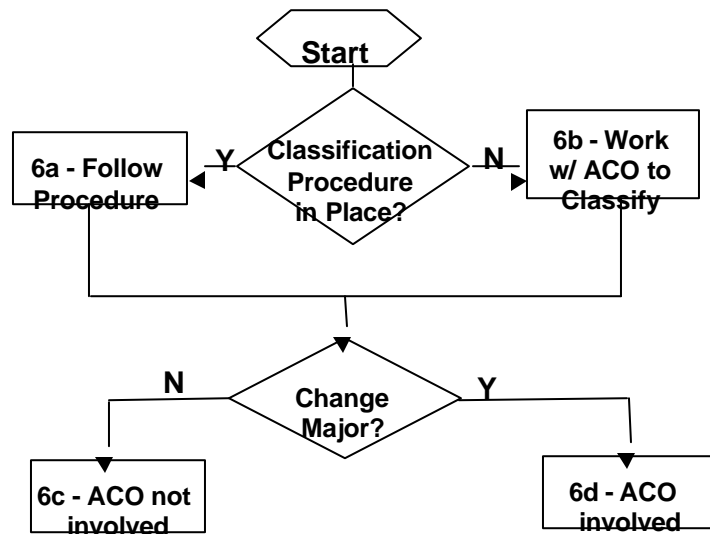 Start
Classification
Procedure
in Place?
Y
N
6a - Follow
Procedure
6b - Work
w/ ACO to
Classify
Change
Major?
N
Y
6c - ACO not
involved
6d - ACO
involved